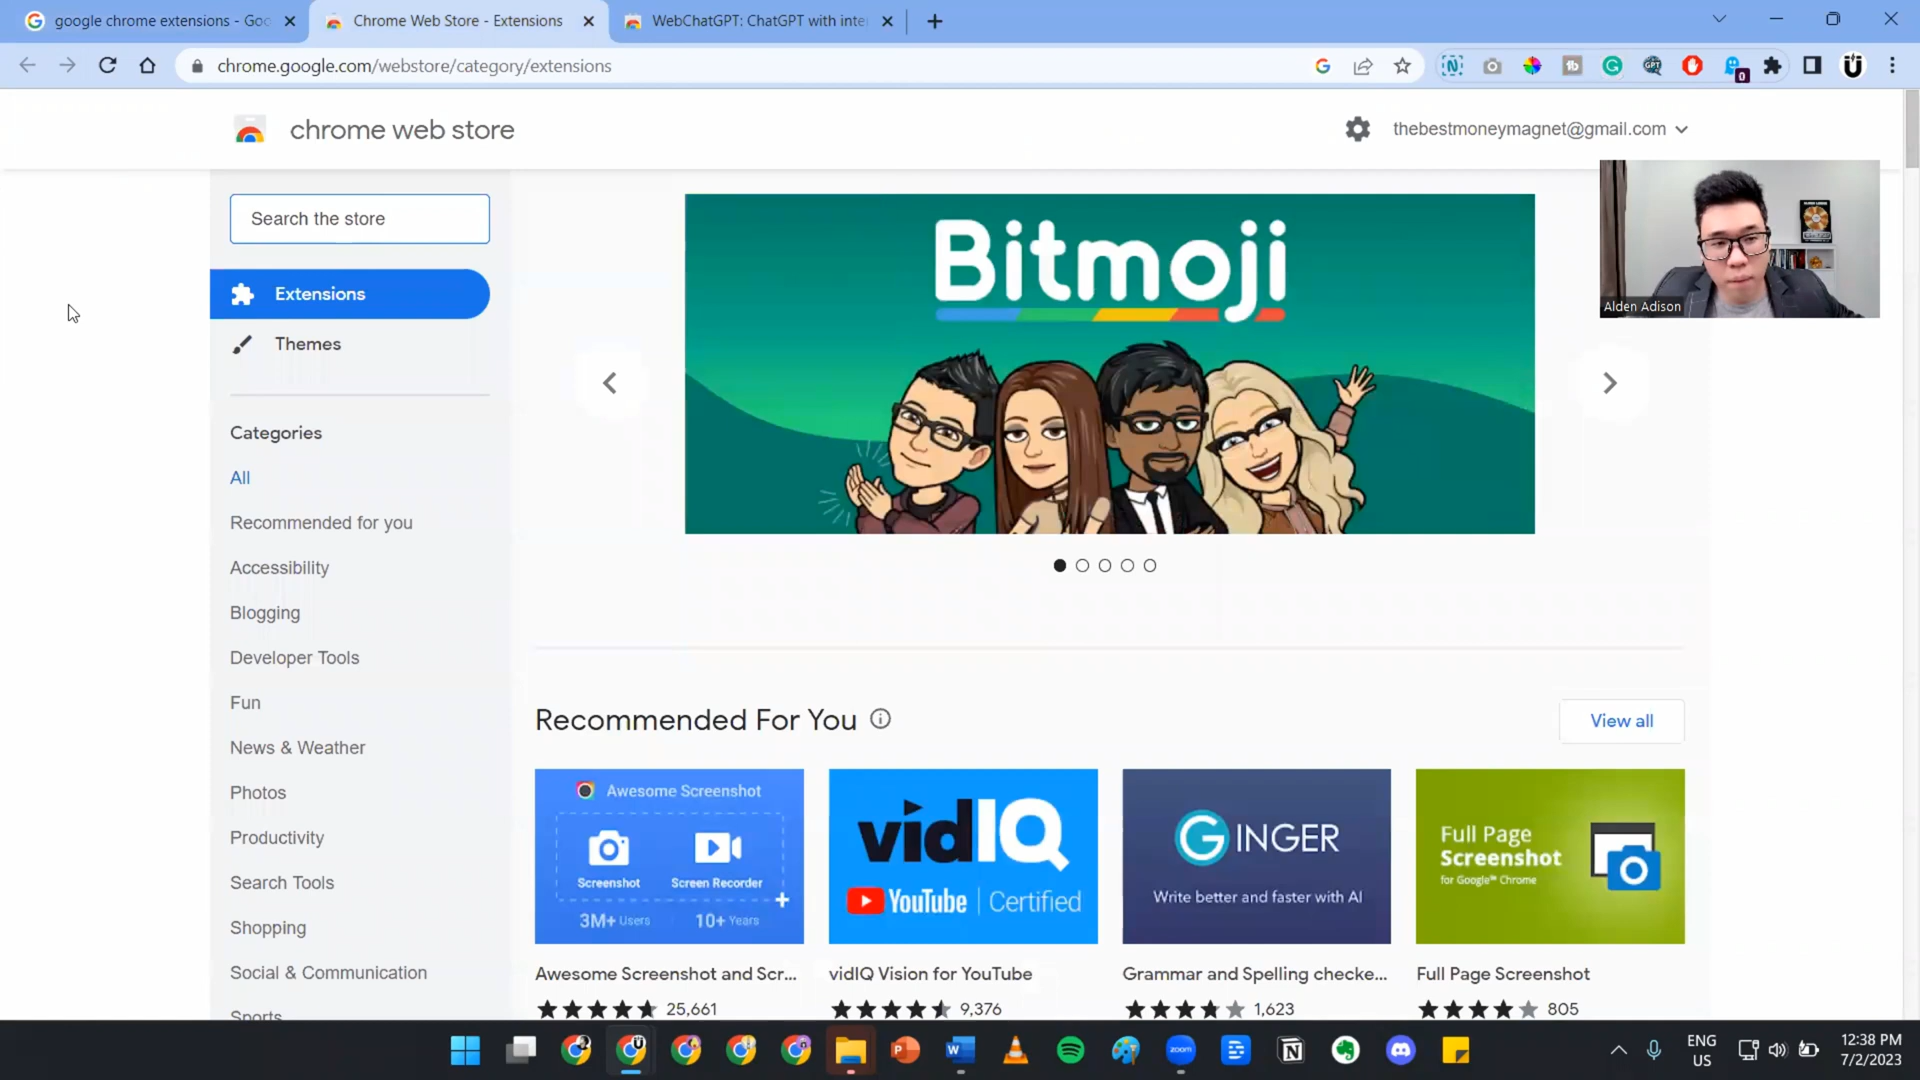 google chrome extensions - Goo
Chrome Web Store - Extensions
WebChatGPT: ChatGPT with inte
chrome.google.com/webstore/category/extensions
chrome web store
thebestmoneymagnet@gmail.com
Search the store
Extensions
Themes
Categories
All
Recommended for you
Accessibility
Blogging
Developer Tools
Fun
News & Weather
Photos
Productivity
Search Tools
Shopping
Social & Communication
Sports
Bitmoji
Alden Adison
Recommended For You
View all
Awesome Screenshot
Screenshot
Screen Recorder
3M+ Users
10+ Years
vidIQ
YouTube | Certified
GINGER
Write better and faster with AI
Full Page
Screenshot
for Google™ Chrome
Awesome Screenshot and Scr...
25,661
vidIQ Vision for YouTube
9,376
Grammar and Spelling checke...
1,623
Full Page Screenshot
805
zoom
ENG
US
12:38 PM
7/2/2023